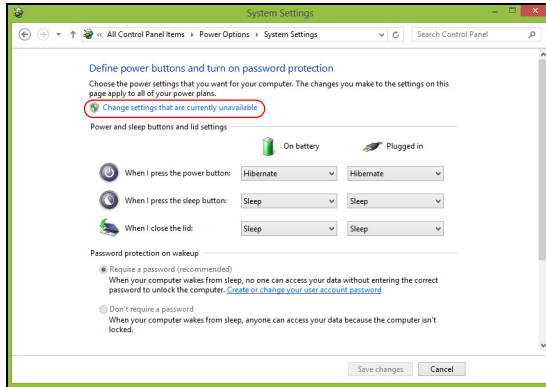 System Settings
« All Control Panel Items ▸ Power Options ▸ System Settings
Search Control Panel
Define power buttons and turn on password protection
Choose the power settings that you want for your computer. The changes you make to the settings on this
page apply to all of your power plans.
Change settings that are currently unavailable
Power and sleep buttons and lid settings
On battery Plugged in
When I press the power button: Hibernate Hibernate
When I press the sleep button: Sleep Sleep
When I close the lid: Sleep Sleep
Password protection on wakeup
Require a password (recommended)
When your computer wakes from sleep, no one can access your data without entering the correct
password to unlock the computer. Create or change your user account password
Don't require a password
When your computer wakes from sleep, anyone can access your data because the computer isn't
locked.
Save changes Cancel